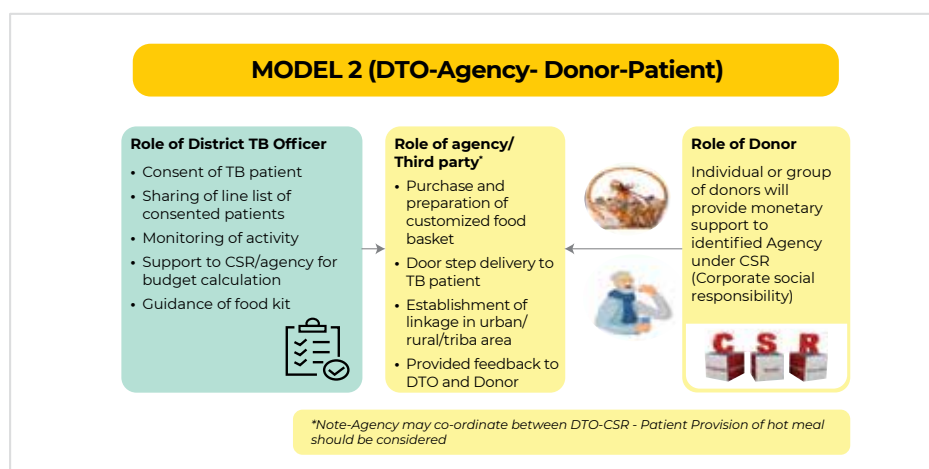 MODEL 2 (DTO-Agency- Donor-Patient)
Role of District TB Officer
• Consent of TB patient
• Sharing of line list of
consented patients
• Monitoring of activity
• Support to CSR/agency for
budget calculation
• Guidance of food kit
Role of agency/
Third party*
• Purchase and
preparation of
customized food
basket
• Door step delivery to
TB patient
• Establishment of
linkage in urban/
rural/triba area
• Provided feedback to
DTO and Donor
Role of Donor
Individual or group
of donors will
provide monetary
support to
identified Agency
under CSR
(Corporate social
responsibility)
C S R
*Note-Agency may co-ordinate between DTO-CSR - Patient Provision of hot meal
should be considered